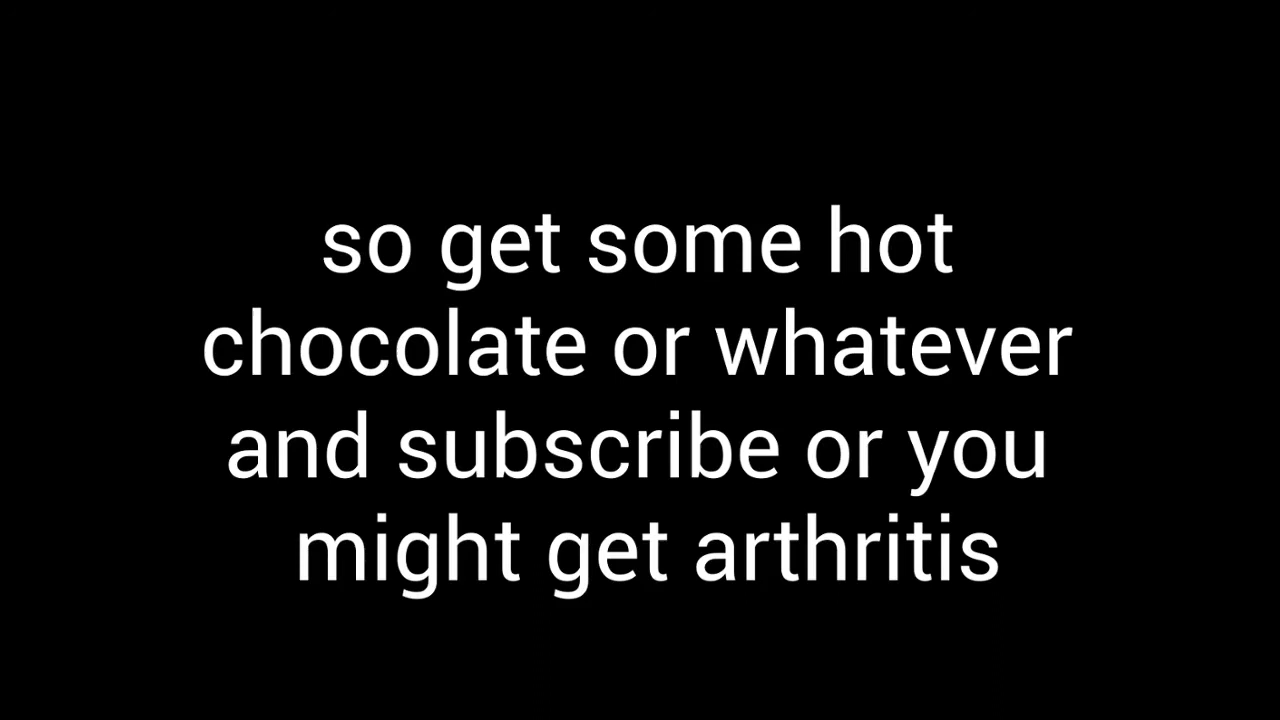 so get some hot
chocolate or whatever
and subscribe or you
might get arthritis